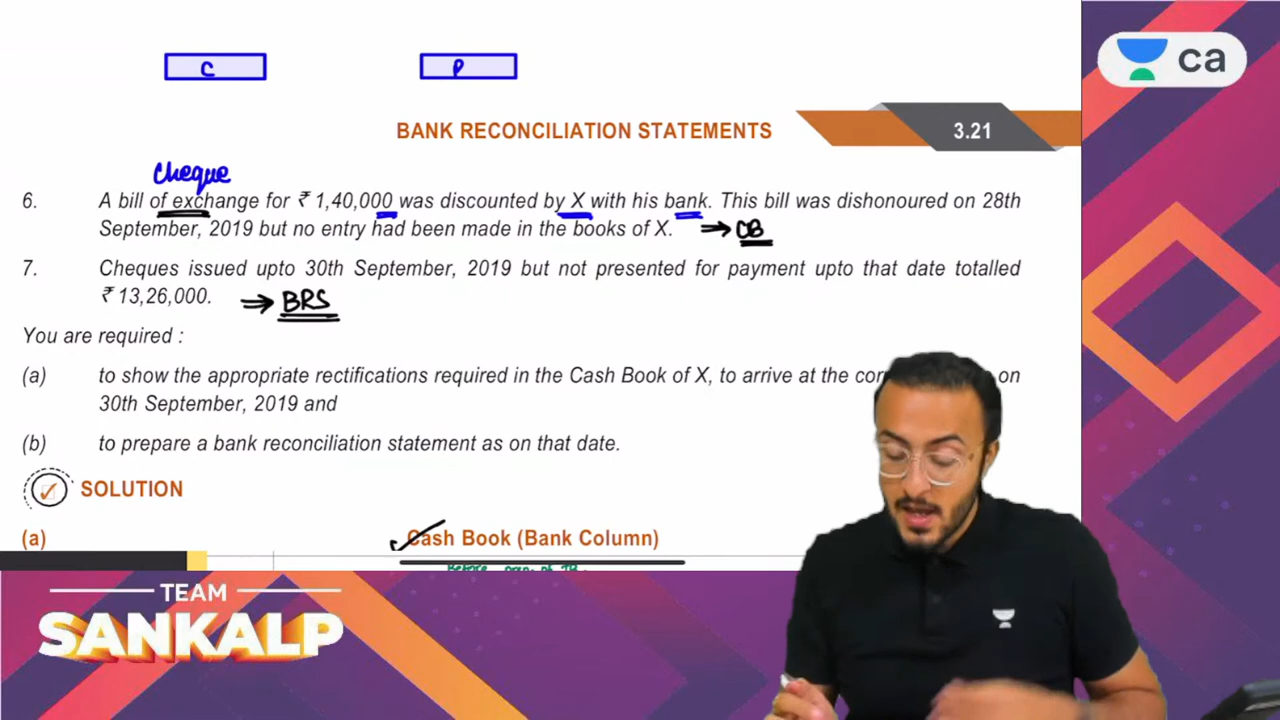 C
P
ca
BANK RECONCILIATION STATEMENTS
3.21
cheque
6. A bill of exchange for ₹ 1,40,000 was discounted by X with his bank. This bill was dishonoured on 28th
September, 2019 but no entry had been made in the books of X. → CB
7. Cheques issued upto 30th September, 2019 but not presented for payment upto that date totalled
₹ 13,26,000. → BRS
You are required :
(a) to show the appropriate rectifications required in the Cash Book of X, to arrive at the on
30th September, 2019 and
(b) to prepare a bank reconciliation statement as on that date.
SOLUTION
(a) Cash Book (Bank Column)
TEAM
SANKALP